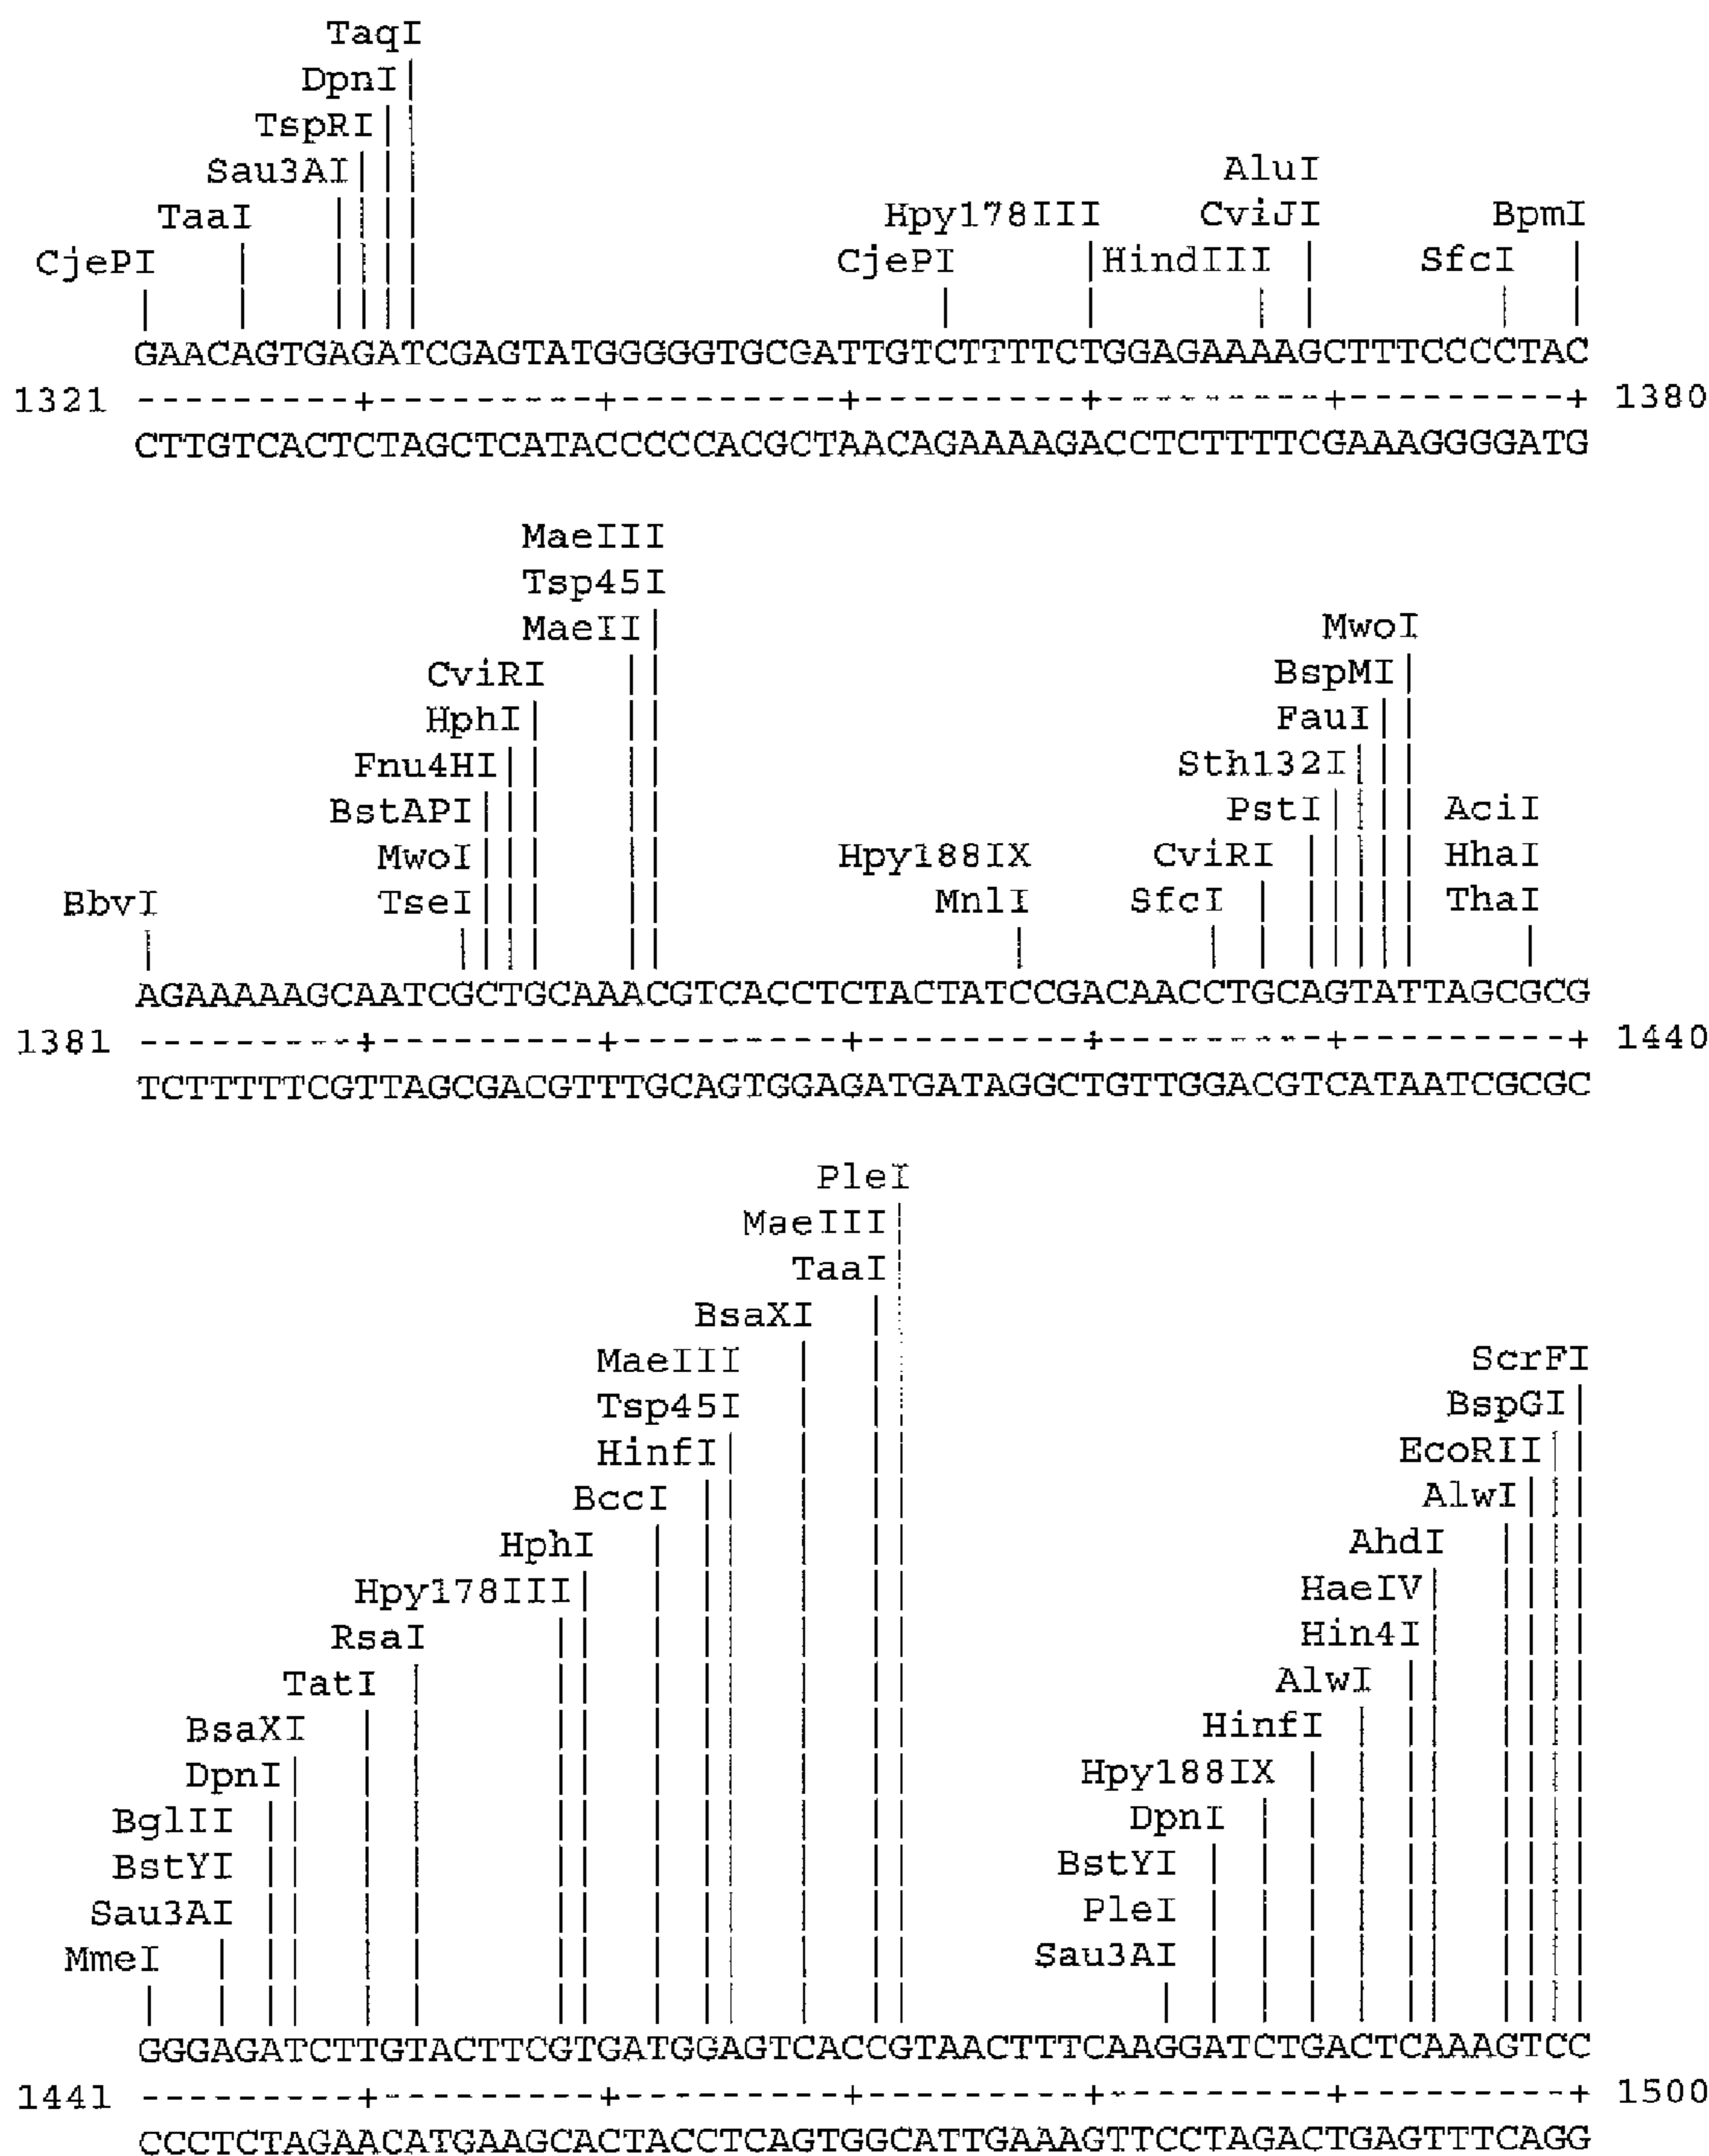 TaqI
DpnI
TspRI
Sau3AI AluI
TaaI Hpy178III CviJI BpmI
CjePI CjePI HindIII SfcI
GAACAGTGAGATCGAGTATGGGGGTGCGATTGTCTTTTCTGGAGAAAAGCTTTCCCCTAC
1321 ---------+---------+---------+---------+---------+---------+ 1380
CTTGTCACTCTAGCTCATACCCCCACGCTAACAGAAAAGACCTCTTTTCGAAAGGGGATG
MaeIII
Tsp45I
MaeII MwoI
CviRI BspMI
HphI FauI
Fnu4HI Sth132I
BstAPI PstI AciI
MwoI Hpy188IX CviRI HhaI
BbvI TseI MnlI SfcI ThaI
AGAAAAAGCAATCGCTGCAAACGTCACCTCTACTATCCGACAACCTGCAGTATTAGCGCG
1381 ---------+---------+---------+---------+---------+---------+ 1440
TCTTTTTCGTTAGCGACGTTTGCAGTGGAGATGATAGGCTGTTGGACGTCATAATCGCGC
PleI
MaeIII
TaaI
BsaXI
MaeIII ScrFI
Tsp45I BspGI
HinfI EcoRII
BccI AlwI
HphI AhdI
Hpy178III HaeIV
RsaI Hin4I
TatI AlwI
BsaXI HinfI
DpnI Hpy188IX
BglII DpnI
BstYI BstYI
Sau3AI PleI
MmeI Sau3AI
GGGAGATCTTGTACTTCGTGATGGAGTCACCGTAACTTTCAAGGATCTGACTCAAAGTCC
1441 ---------+---------+---------+---------+---------+---------+ 1500
CCCTCTAGAACATGAAGCACTACCTCAGTGGCATTGAAAGTTCCTAGACTGAGTTTCAGG